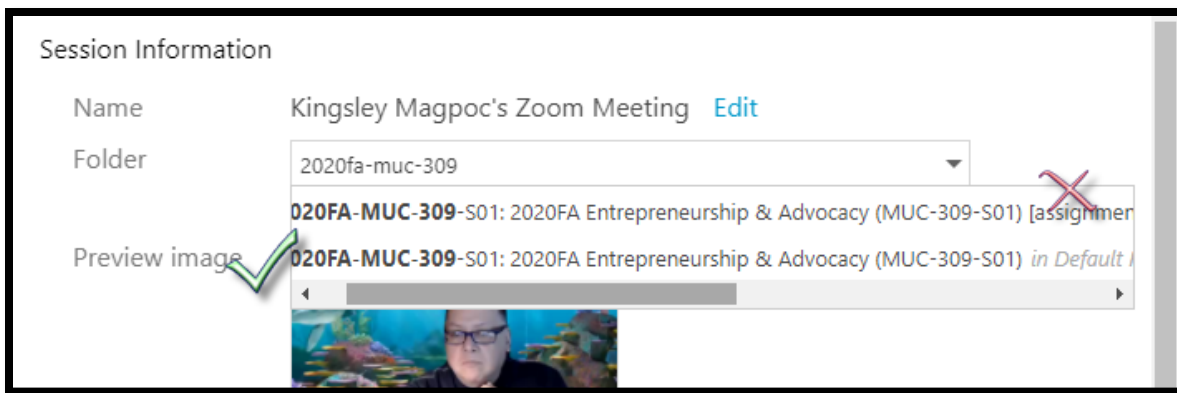 Session Information
Name Kingsley Magpoc's Zoom Meeting Edit
Folder 2020fa-muc-309
020FA-MUC-309-S01: 2020FA Entrepreneurship & Advocacy (MUC-309-S01) [assignmen
Preview image 020FA-MUC-309-S01: 2020FA Entrepreneurship & Advocacy (MUC-309-S01) in Default